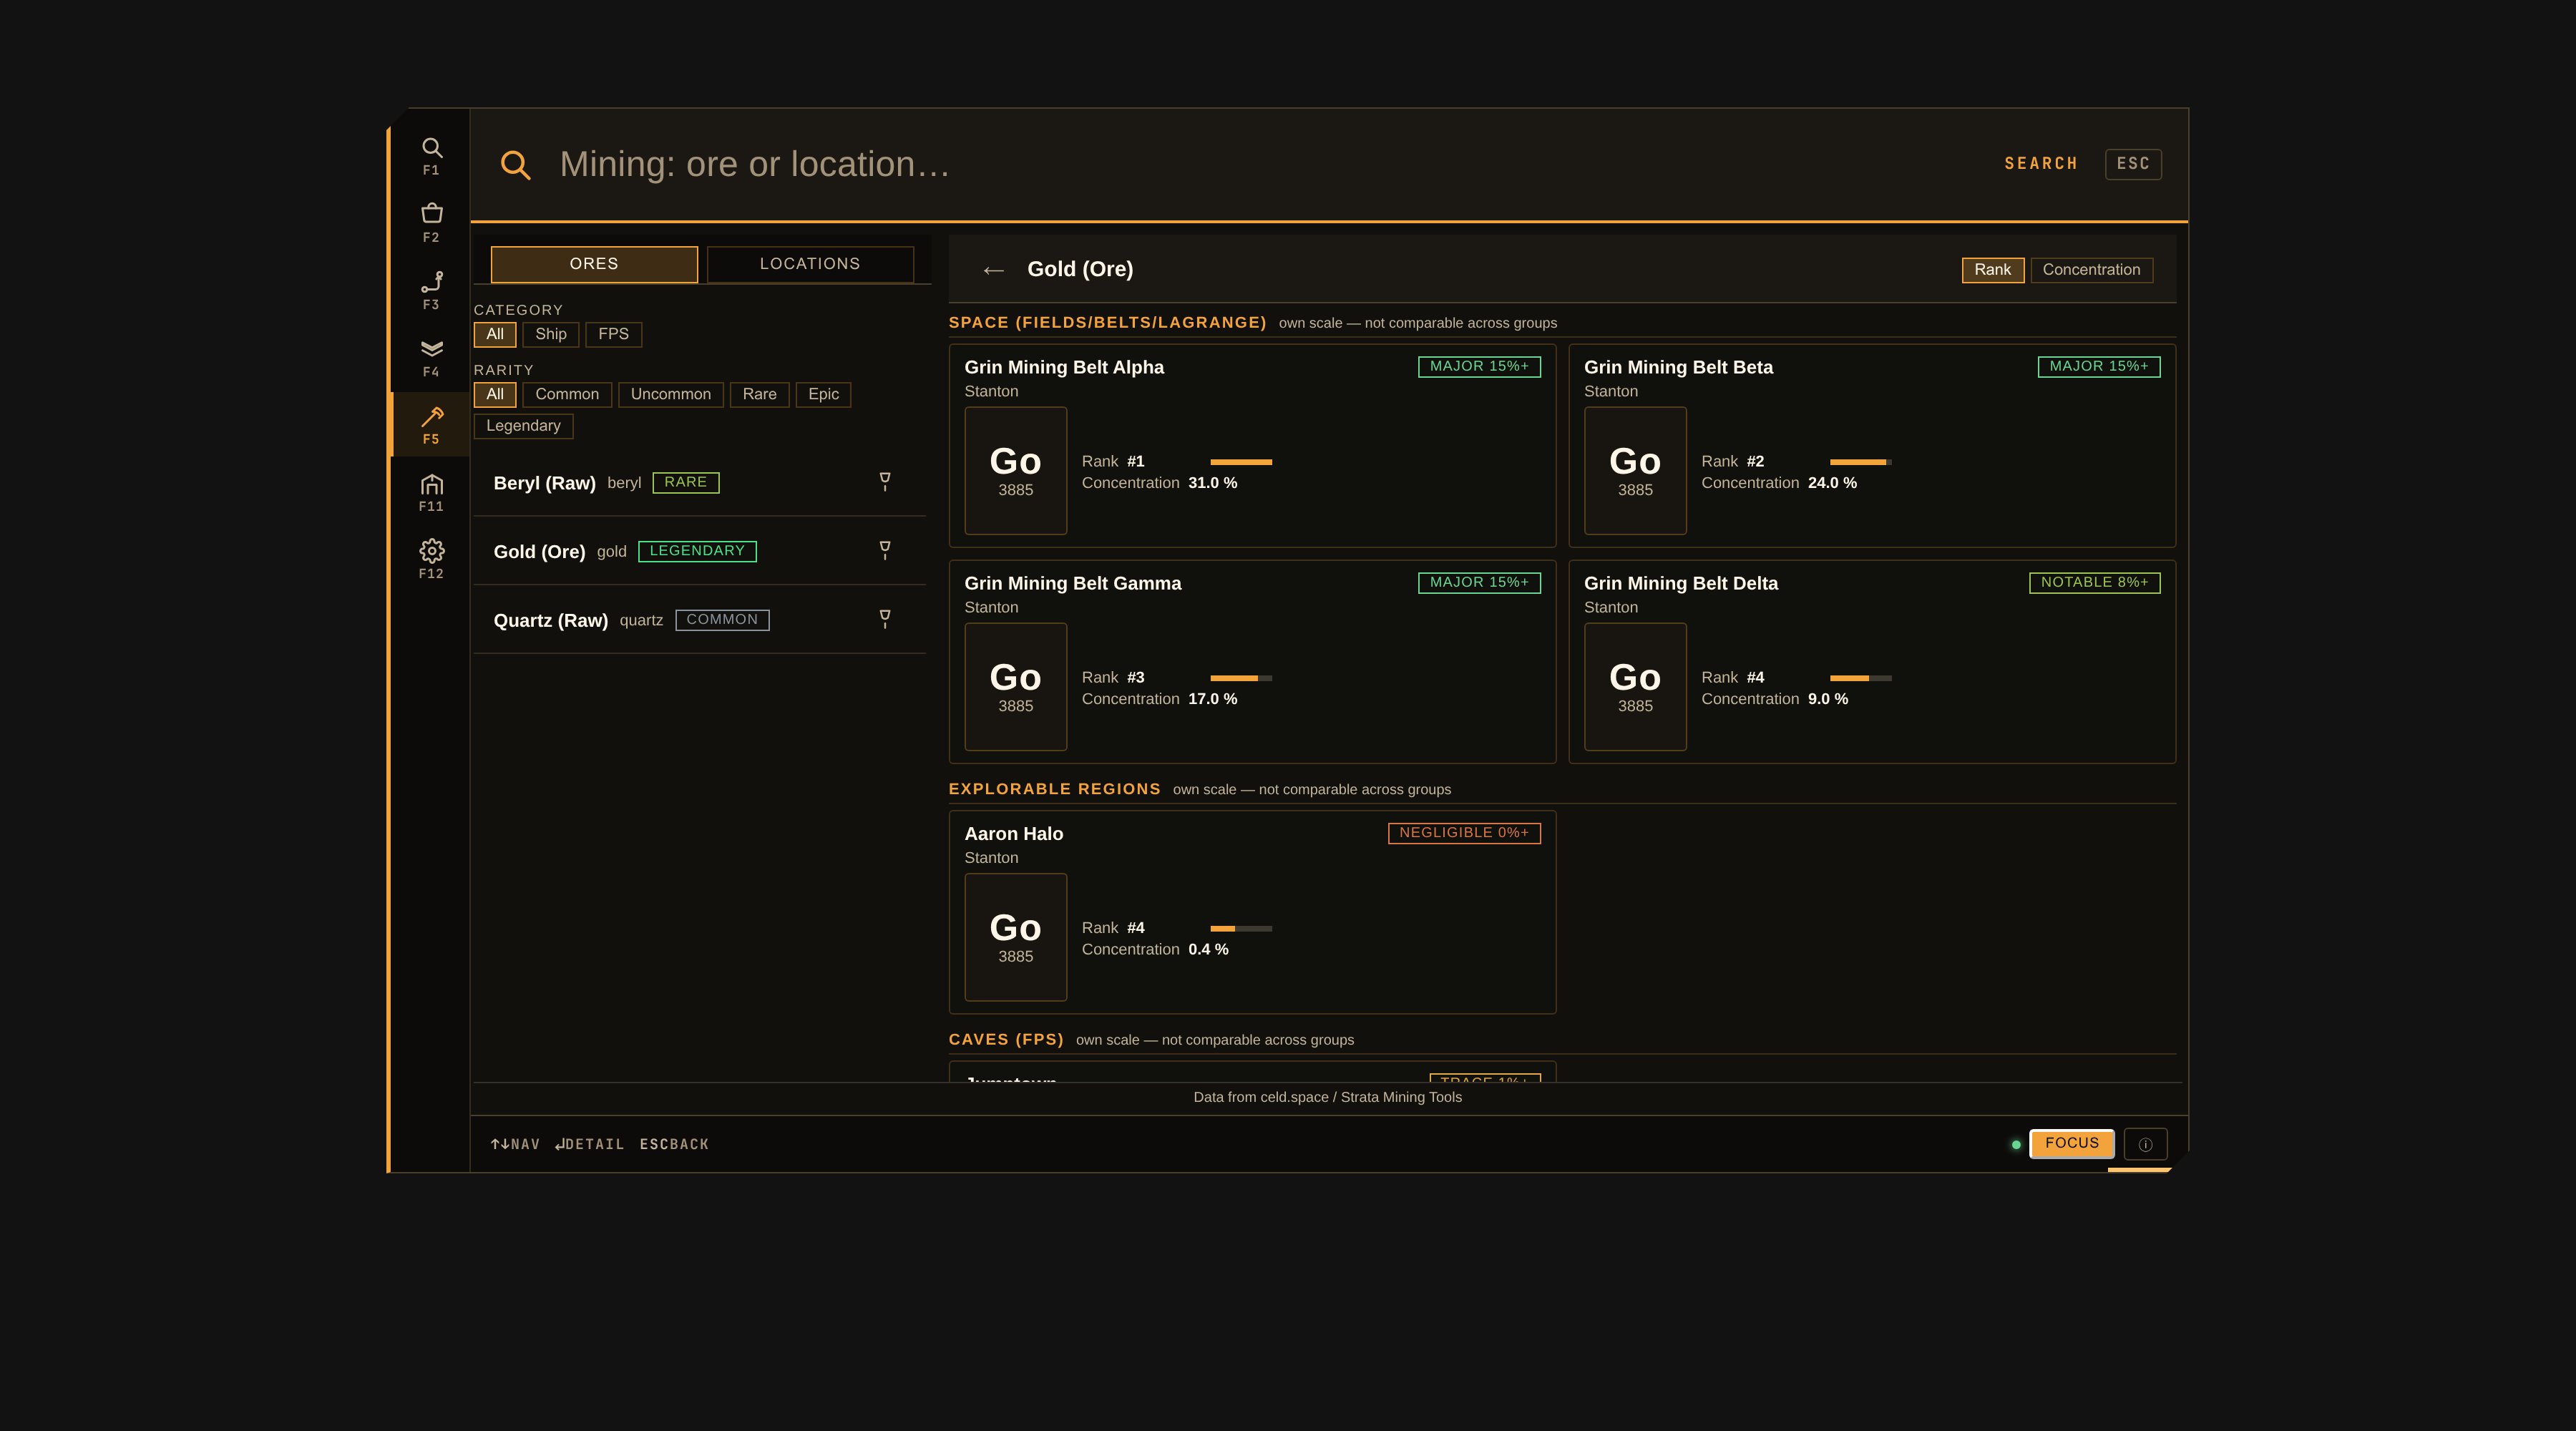 F1
F2
F3
F4
F5
F11
F12
Mining: ore or location…
SEARCH ESC
ORES LOCATIONS
CATEGORY
All Ship FPS
RARITY
All Common Uncommon Rare Epic
Legendary
Beryl (Raw) beryl RARE
Gold (Ore) gold LEGENDARY
Quartz (Raw) quartz COMMON
← Gold (Ore) Rank Concentration
SPACE (FIELDS/BELTS/LAGRANGE) own scale — not comparable across groups
Grin Mining Belt Alpha MAJOR 15%+
Stanton
Go
3885
Rank #1
Concentration 31.0 %
Grin Mining Belt Beta MAJOR 15%+
Stanton
Go
3885
Rank #2
Concentration 24.0 %
Grin Mining Belt Gamma MAJOR 15%+
Stanton
Go
3885
Rank #3
Concentration 17.0 %
Grin Mining Belt Delta NOTABLE 8%+
Stanton
Go
3885
Rank #4
Concentration 9.0 %
EXPLORABLE REGIONS own scale — not comparable across groups
Aaron Halo NEGLIGIBLE 0%+
Stanton
Go
3885
Rank #4
Concentration 0.4 %
CAVES (FPS) own scale — not comparable across groups
Jumptown TRACE 1%+
Data from celd.space / Strata Mining Tools
↑↓NAV ↲DETAIL ESCBACK
FOCUS ⓘ